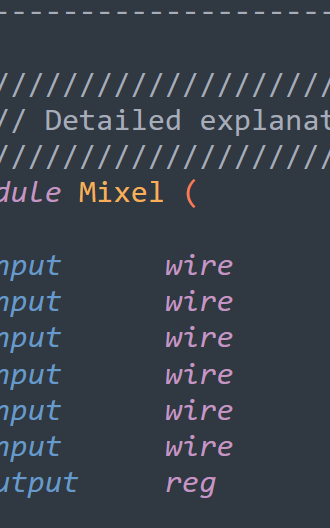 --------------------
////////////////////
// Detailed explanat
////////////////////
dule Mixel (
nput wire
nput wire
nput wire
nput wire
nput wire
nput wire
utput reg